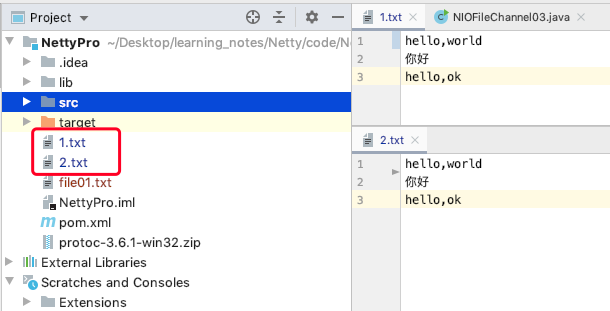 Project
NettyPro ~/Desktop/learning_notes/Netty/code/N
.idea
lib
src
target
1.txt
2.txt
file01.txt
NettyPro.iml
pom.xml
protoc-3.6.1-win32.zip
External Libraries
Scratches and Consoles
Extensions
1.txt NIOFileChannel03.java
1 hello,world
2 你好
3 hello,ok
2.txt
1 hello,world
2 你好
3 hello,ok